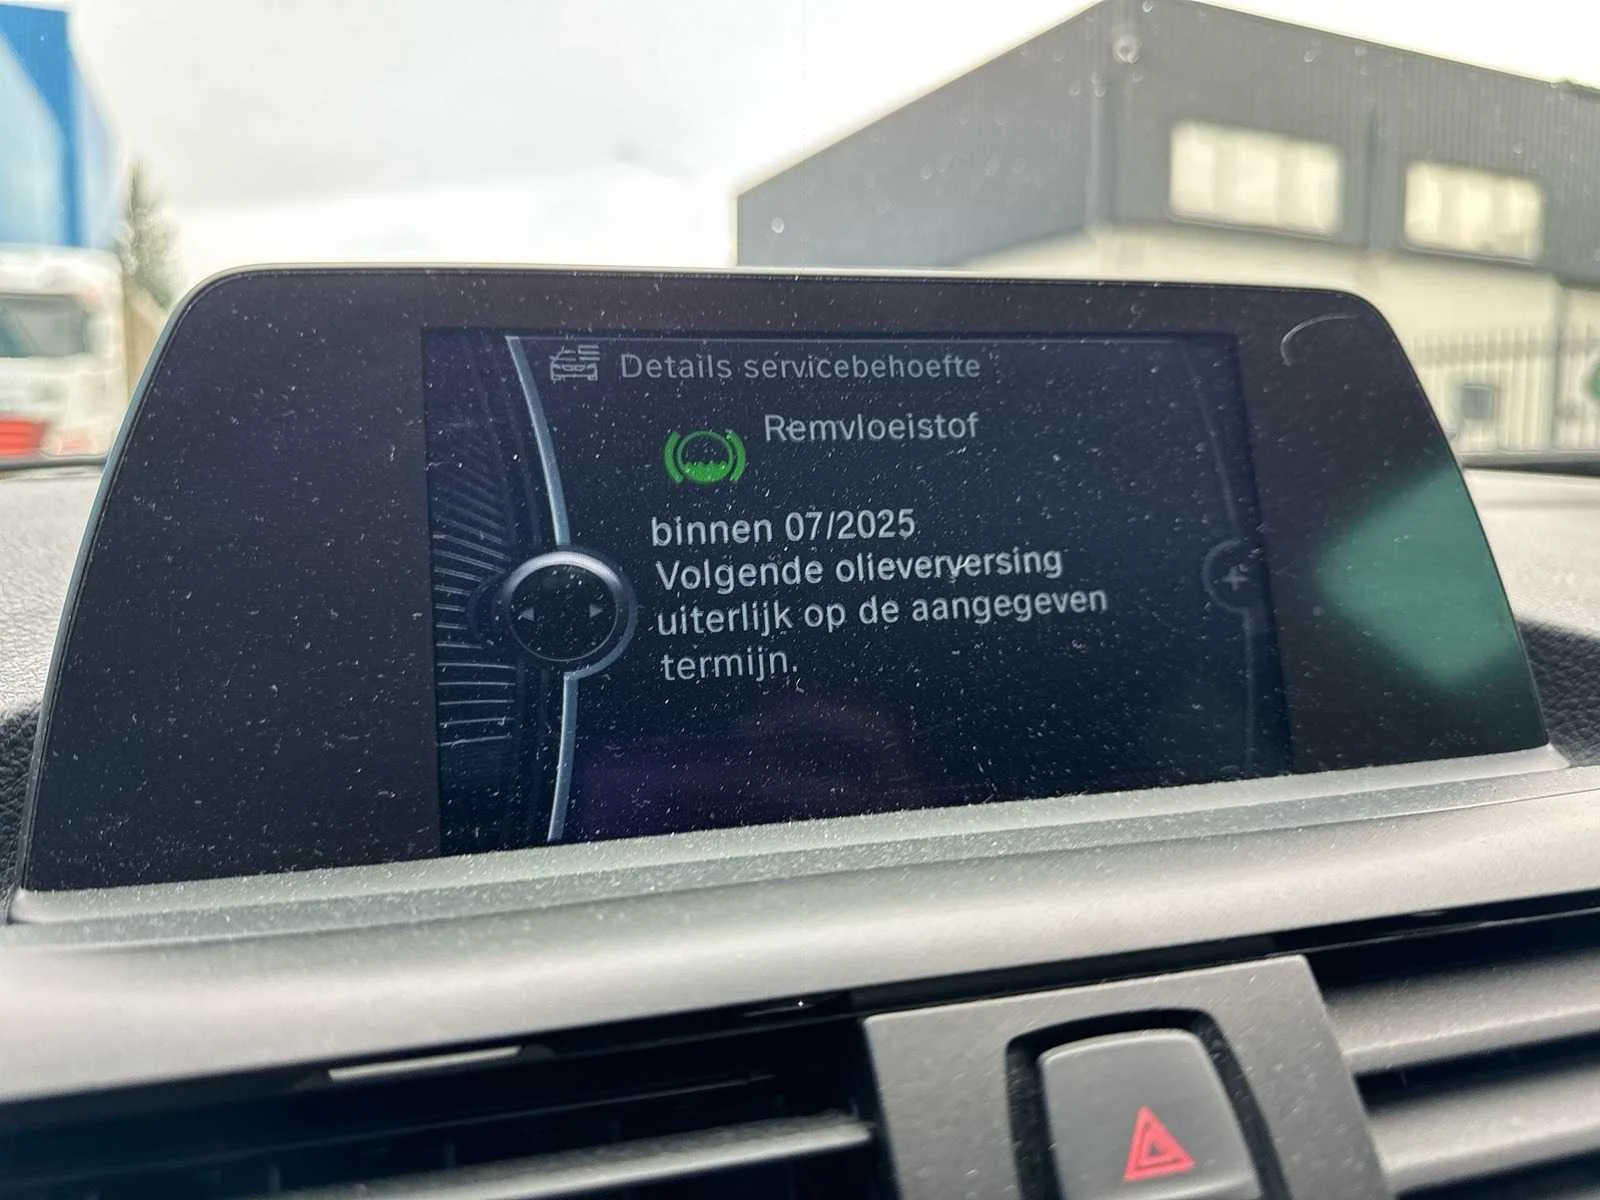 Details servicebehoefte
Remvloeistof
binnen 07/2025
Volgende olieverversing
uiterlijk op de aangegeven
termijn.